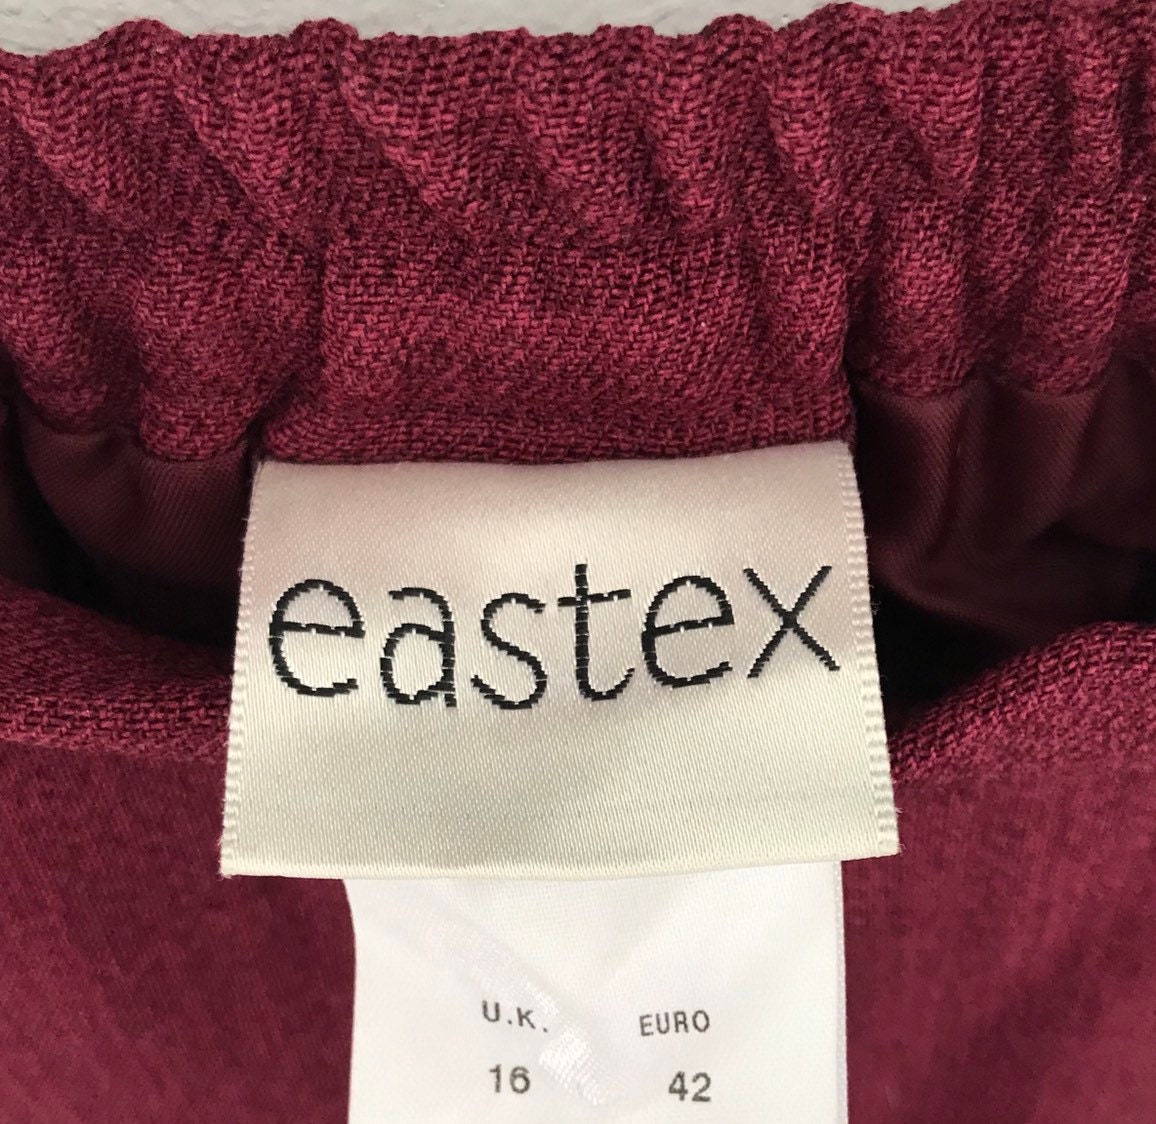 eastex
U.K. EURO
16 42